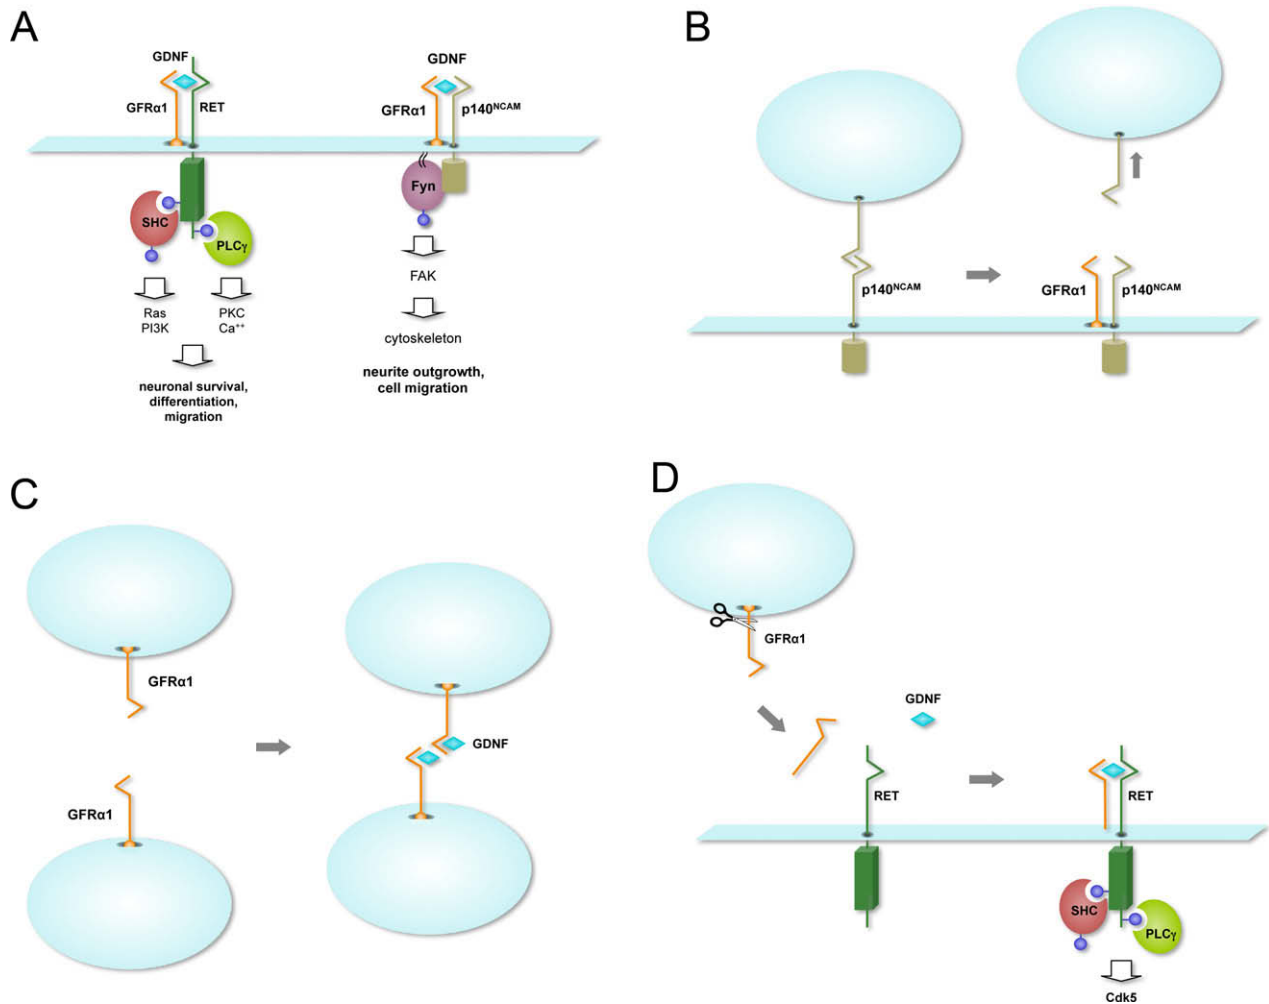 A
GDNF
GFRα1
RET
SHC
PLCγ
Ras
PI3K
PKC
Ca⁺⁺
neuronal survival,
differentiation,
migration
GDNF
GFRα1
p140ᴺᶜᴬᴹ
Fyn
FAK
cytoskeleton
neurite outgrowth,
cell migration
B
p140ᴺᶜᴬᴹ
GFRα1
p140ᴺᶜᴬᴹ
C
GFRα1
GFRα1
GDNF
D
GFRα1
GDNF
RET
RET
SHC
PLCγ
Cdk5